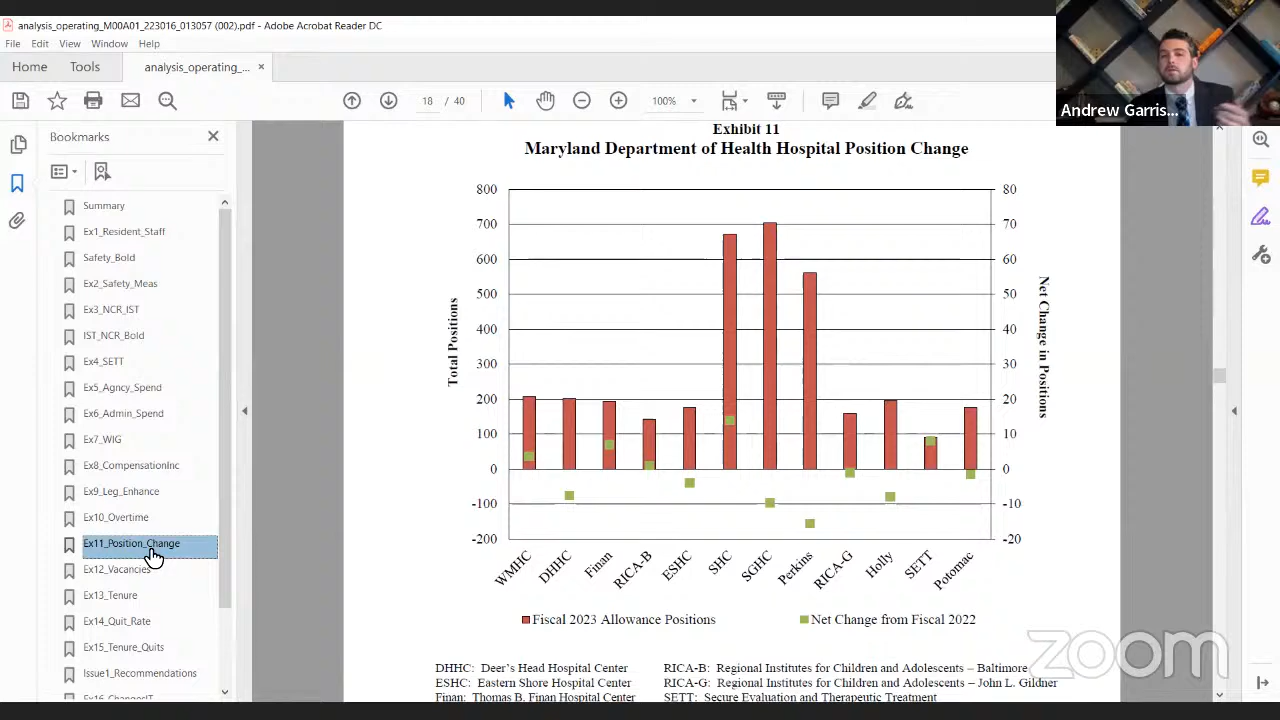 analysis_operating_M00A01_223016_013057 (002).pdf - Adobe Acrobat Reader DC
File Edit View Window Help
Home Tools analysis_operating_... ×
18 / 40 100%
Andrew Garris...
Bookmarks
Summary
Ex1_Resident_Staff
Safety_Bold
Ex2_Safety_Meas
Ex3_NCR_IST
IST_NCR_Bold
Ex4_SETT
Ex5_Agncy_Spend
Ex6_Admin_Spend
Ex7_WIG
Ex8_CompensationInc
Ex9_Leg_Enhance
Ex10_Overtime
Ex11_Position_Change
Ex12_Vacancies
Ex13_Tenure
Ex14_Quit_Rate
Ex15_Tenure_Quits
Issue1_Recommendations
Ex16_ChangesIT
Exhibit 11
Maryland Department of Health Hospital Position Change
Total Positions
800
700
600
500
400
300
200
100
0
-100
-200
80
70
60
50
40
30
20
10
0
-10
-20
Net Change in Positions
WMHC DHHC Finan RICA-B ESHC SHC SGHC Perkins RICA-G Holly SETT Potomac
Fiscal 2023 Allowance Positions Net Change from Fiscal 2022
DHHC: Deer's Head Hospital Center RICA-B: Regional Institutes for Children and Adolescents – Baltimore
ESHC: Eastern Shore Hospital Center RICA-G: Regional Institutes for Children and Adolescents – John L. Gildner
Finan: Thomas B. Finan Hospital Center SETT: Secure Evaluation and Therapeutic Treatment
zoom